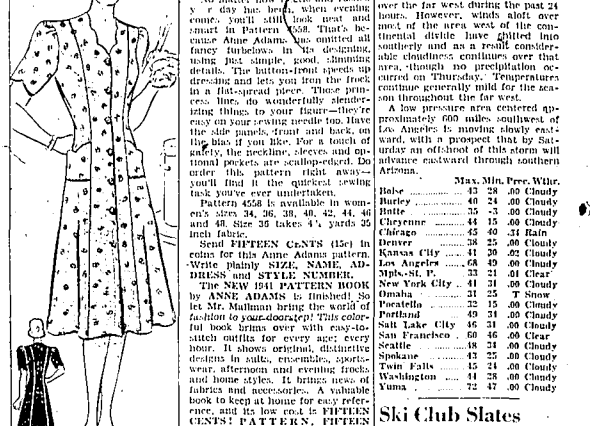 y r day has been, when evening
comes, you'll still look neat and
smart in Pattern 4558. That's be-
cause Anne Adams has omitted all
fancy furbelows in its designing,
using just simple, good, slimming
details. The button-front speeds up
dressing and lets you iron the frock
in a flat-spread piece. Those prin-
cess lines do wonderfully slender-
izing things to your figure—they're
easy on your sewing needle too. Have
the side panels, front and back, on
the bias if you like. For a touch of
gaiety, the neckline, sleeves and op-
tional pockets are scallop-edged. Do
order this pattern right away—
you'll find it the quickest sewing
task you've ever undertaken.
Pattern 4558 is available in wom-
en's sizes 34, 36, 38, 40, 42, 44, 46
and 48. Size 36 takes 4⅛ yards 35
inch fabric.
Send FIFTEEN CENTS (15c) in
coins for this Anne Adams pattern.
Write plainly SIZE, NAME, AD-
DRESS and STYLE NUMBER.
The NEW 1941 PATTERN BOOK
by ANNE ADAMS is finished! So
let Mr. Mailman bring the world of
fashion to your doorstep! This color-
ful book brims over with easy-to-
stitch outfits for every age; every
hour. It shows original, distinctive
designs in suits, ensembles, sports-
wear, afternoon and evening frocks
and home styles. It brings news of
fabrics and accessories. A valuable
book to keep at home for easy refer-
ence, and its low cost is FIFTEEN
CENTS! PATTERN, FIFTEEN
over the far west during the past 24
hours. However, winds aloft over
most of the area west of the con-
tinental divide have shifted into
southerly and as a result consider-
able cloudiness continues over that
area, though no precipitation oc-
curred on Thursday. Temperatures
continue generally mild for the sea-
son throughout the far west.
A low pressure area centered ap-
proximately 600 miles southwest of
Los Angeles is moving slowly east-
ward, with a prospect that by Sat-
urday an offshoot of this storm will
advance eastward through southern
Arizona.
Max. Min. Prec. Wthr.
Boise 43 28 .00 Cloudy
Burley 40 24 .00 Cloudy
Butte 35 -3 .00 Cloudy
Cheyenne 44 15 .00 Cloudy
Chicago 45 40 .34 Rain
Denver 38 25 .00 Cloudy
Kansas City 41 30 .02 Cloudy
Los Angeles 68 49 .00 Cloudy
Mpls.-St. P. 33 21 .01 Clear
New York City 41 31 .00 Cloudy
Omaha 31 25 T Snow
Pocatello 32 15 .00 Cloudy
Portland 49 31 .00 Cloudy
Salt Lake City 46 31 .00 Cloudy
San Francisco 60 46 .00 Clear
Seattle 48 31 .00 Cloudy
Spokane 43 25 .00 Cloudy
Twin Falls 45 24 .00 Cloudy
Washington 44 28 .00 Cloudy
Yuma 72 47 .00 Cloudy
Ski Club Slates